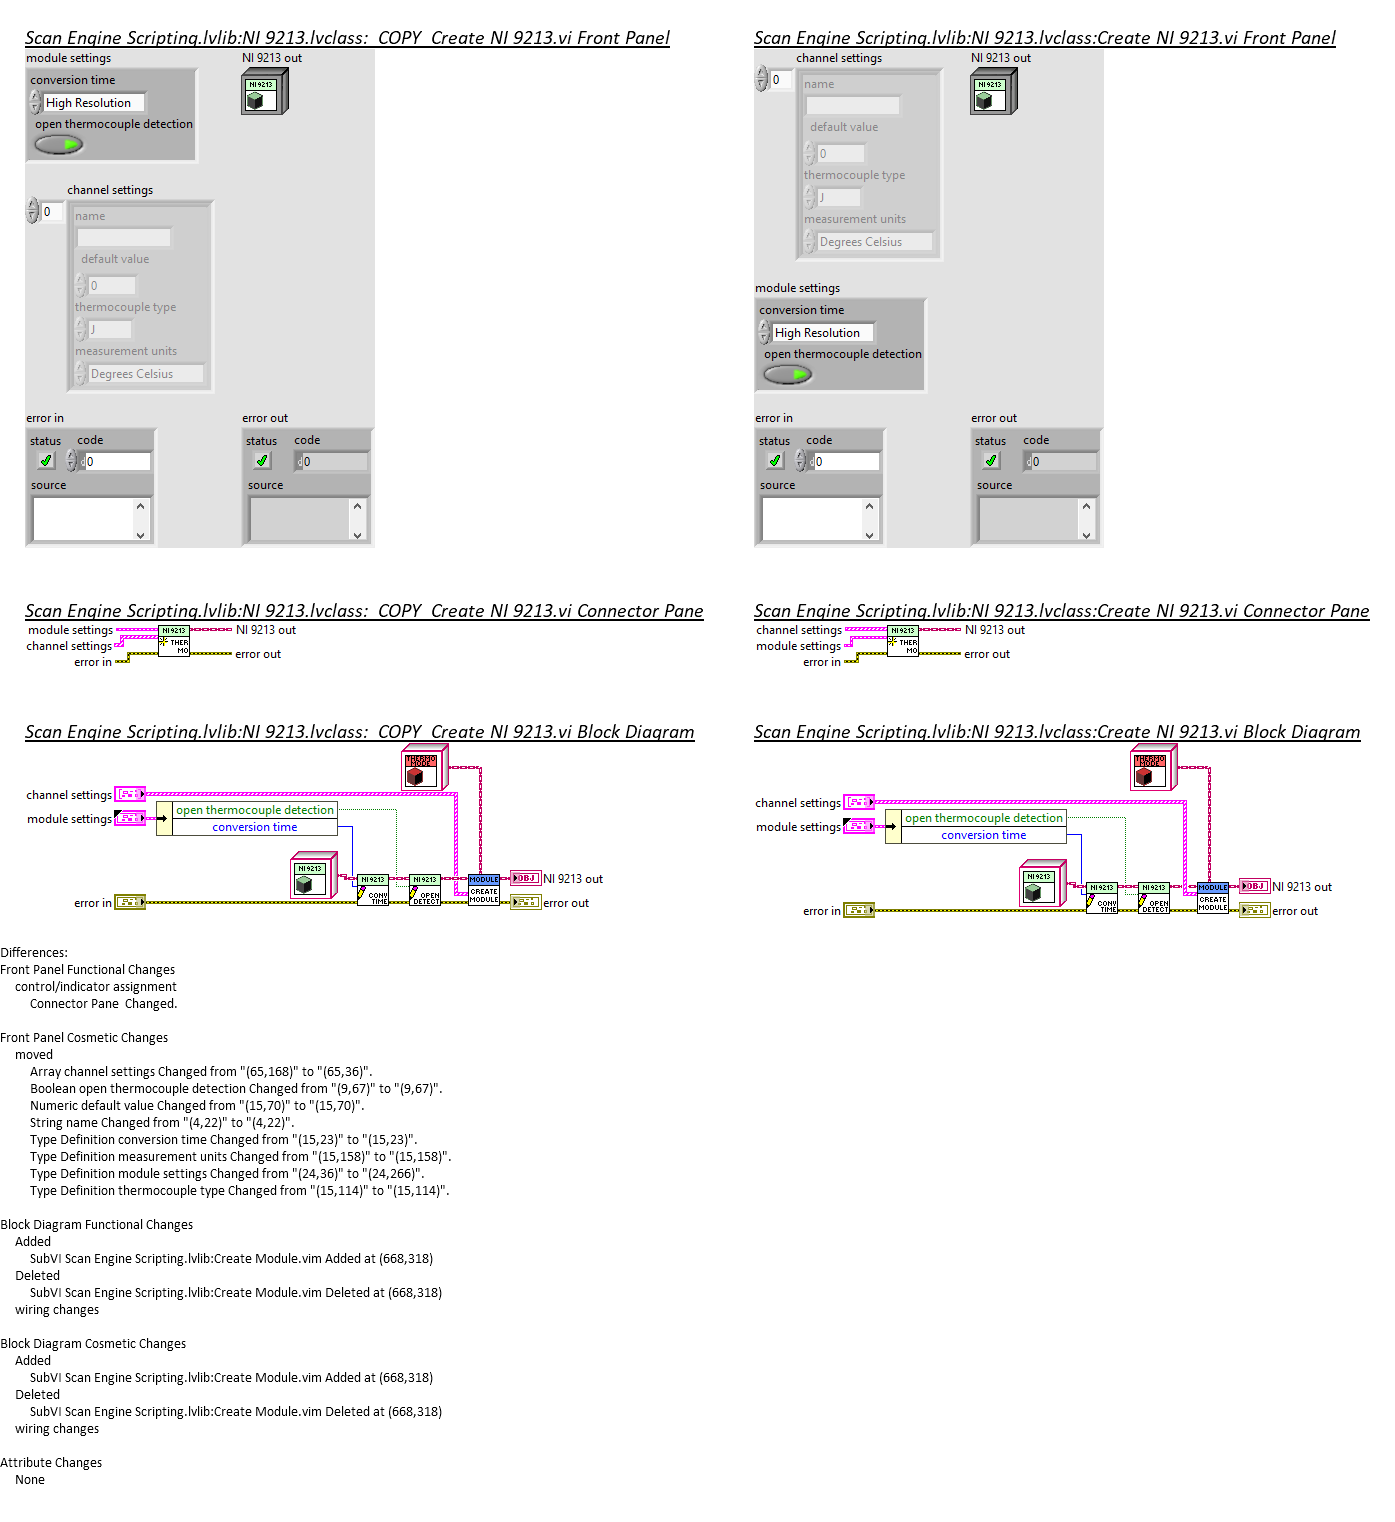 Scan Engine Scripting.lvlib:NI 9213.lvclass:_COPY_Create NI 9213.vi Front Panel
module settings
NI 9213 out
conversion time
NI 9213
High Resolution
open thermocouple detection
channel settings
0
name
default value
0
thermocouple type
J
measurement units
Degrees Celsius
error in
error out
status
code
status
code
0
0
source
source
Scan Engine Scripting.lvlib:NI 9213.lvclass:Create NI 9213.vi Front Panel
channel settings
NI 9213 out
0
name
NI 9213
default value
0
thermocouple type
J
measurement units
Degrees Celsius
module settings
conversion time
High Resolution
open thermocouple detection
error in
error out
status
code
status
code
0
0
source
source
Scan Engine Scripting.lvlib:NI 9213.lvclass:_COPY_Create NI 9213.vi Connector Pane
module settings
NI 9213
NI 9213 out
channel settings
THER
MO
error in
error out
Scan Engine Scripting.lvlib:NI 9213.lvclass:Create NI 9213.vi Connector Pane
channel settings
NI 9213
NI 9213 out
module settings
THER
MO
error in
error out
Scan Engine Scripting.lvlib:NI 9213.lvclass:_COPY_Create NI 9213.vi Block Diagram
THERMO
MODE
channel settings
module settings
open thermocouple detection
conversion time
NI 9213
NI 9213
CONV
TIME
NI 9213
OPEN
DETECT
MODULE
CREATE
MODULE
OBJ
NI 9213 out
error in
error out
Scan Engine Scripting.lvlib:NI 9213.lvclass:Create NI 9213.vi Block Diagram
THERMO
MODE
channel settings
module settings
open thermocouple detection
conversion time
NI 9213
NI 9213
CONV
TIME
NI 9213
OPEN
DETECT
MODULE
CREATE
MODULE
OBJ
NI 9213 out
error in
error out
Differences:
Front Panel Functional Changes
control/indicator assignment
Connector Pane  Changed.
Front Panel Cosmetic Changes
moved
Array channel settings Changed from "(65,168)" to "(65,36)".
Boolean open thermocouple detection Changed from "(9,67)" to "(9,67)".
Numeric default value Changed from "(15,70)" to "(15,70)".
String name Changed from "(4,22)" to "(4,22)".
Type Definition conversion time Changed from "(15,23)" to "(15,23)".
Type Definition measurement units Changed from "(15,158)" to "(15,158)".
Type Definition module settings Changed from "(24,36)" to "(24,266)".
Type Definition thermocouple type Changed from "(15,114)" to "(15,114)".
Block Diagram Functional Changes
Added
SubVI Scan Engine Scripting.lvlib:Create Module.vim Added at (668,318)
Deleted
SubVI Scan Engine Scripting.lvlib:Create Module.vim Deleted at (668,318)
wiring changes
Block Diagram Cosmetic Changes
Added
SubVI Scan Engine Scripting.lvlib:Create Module.vim Added at (668,318)
Deleted
SubVI Scan Engine Scripting.lvlib:Create Module.vim Deleted at (668,318)
wiring changes
Attribute Changes
None